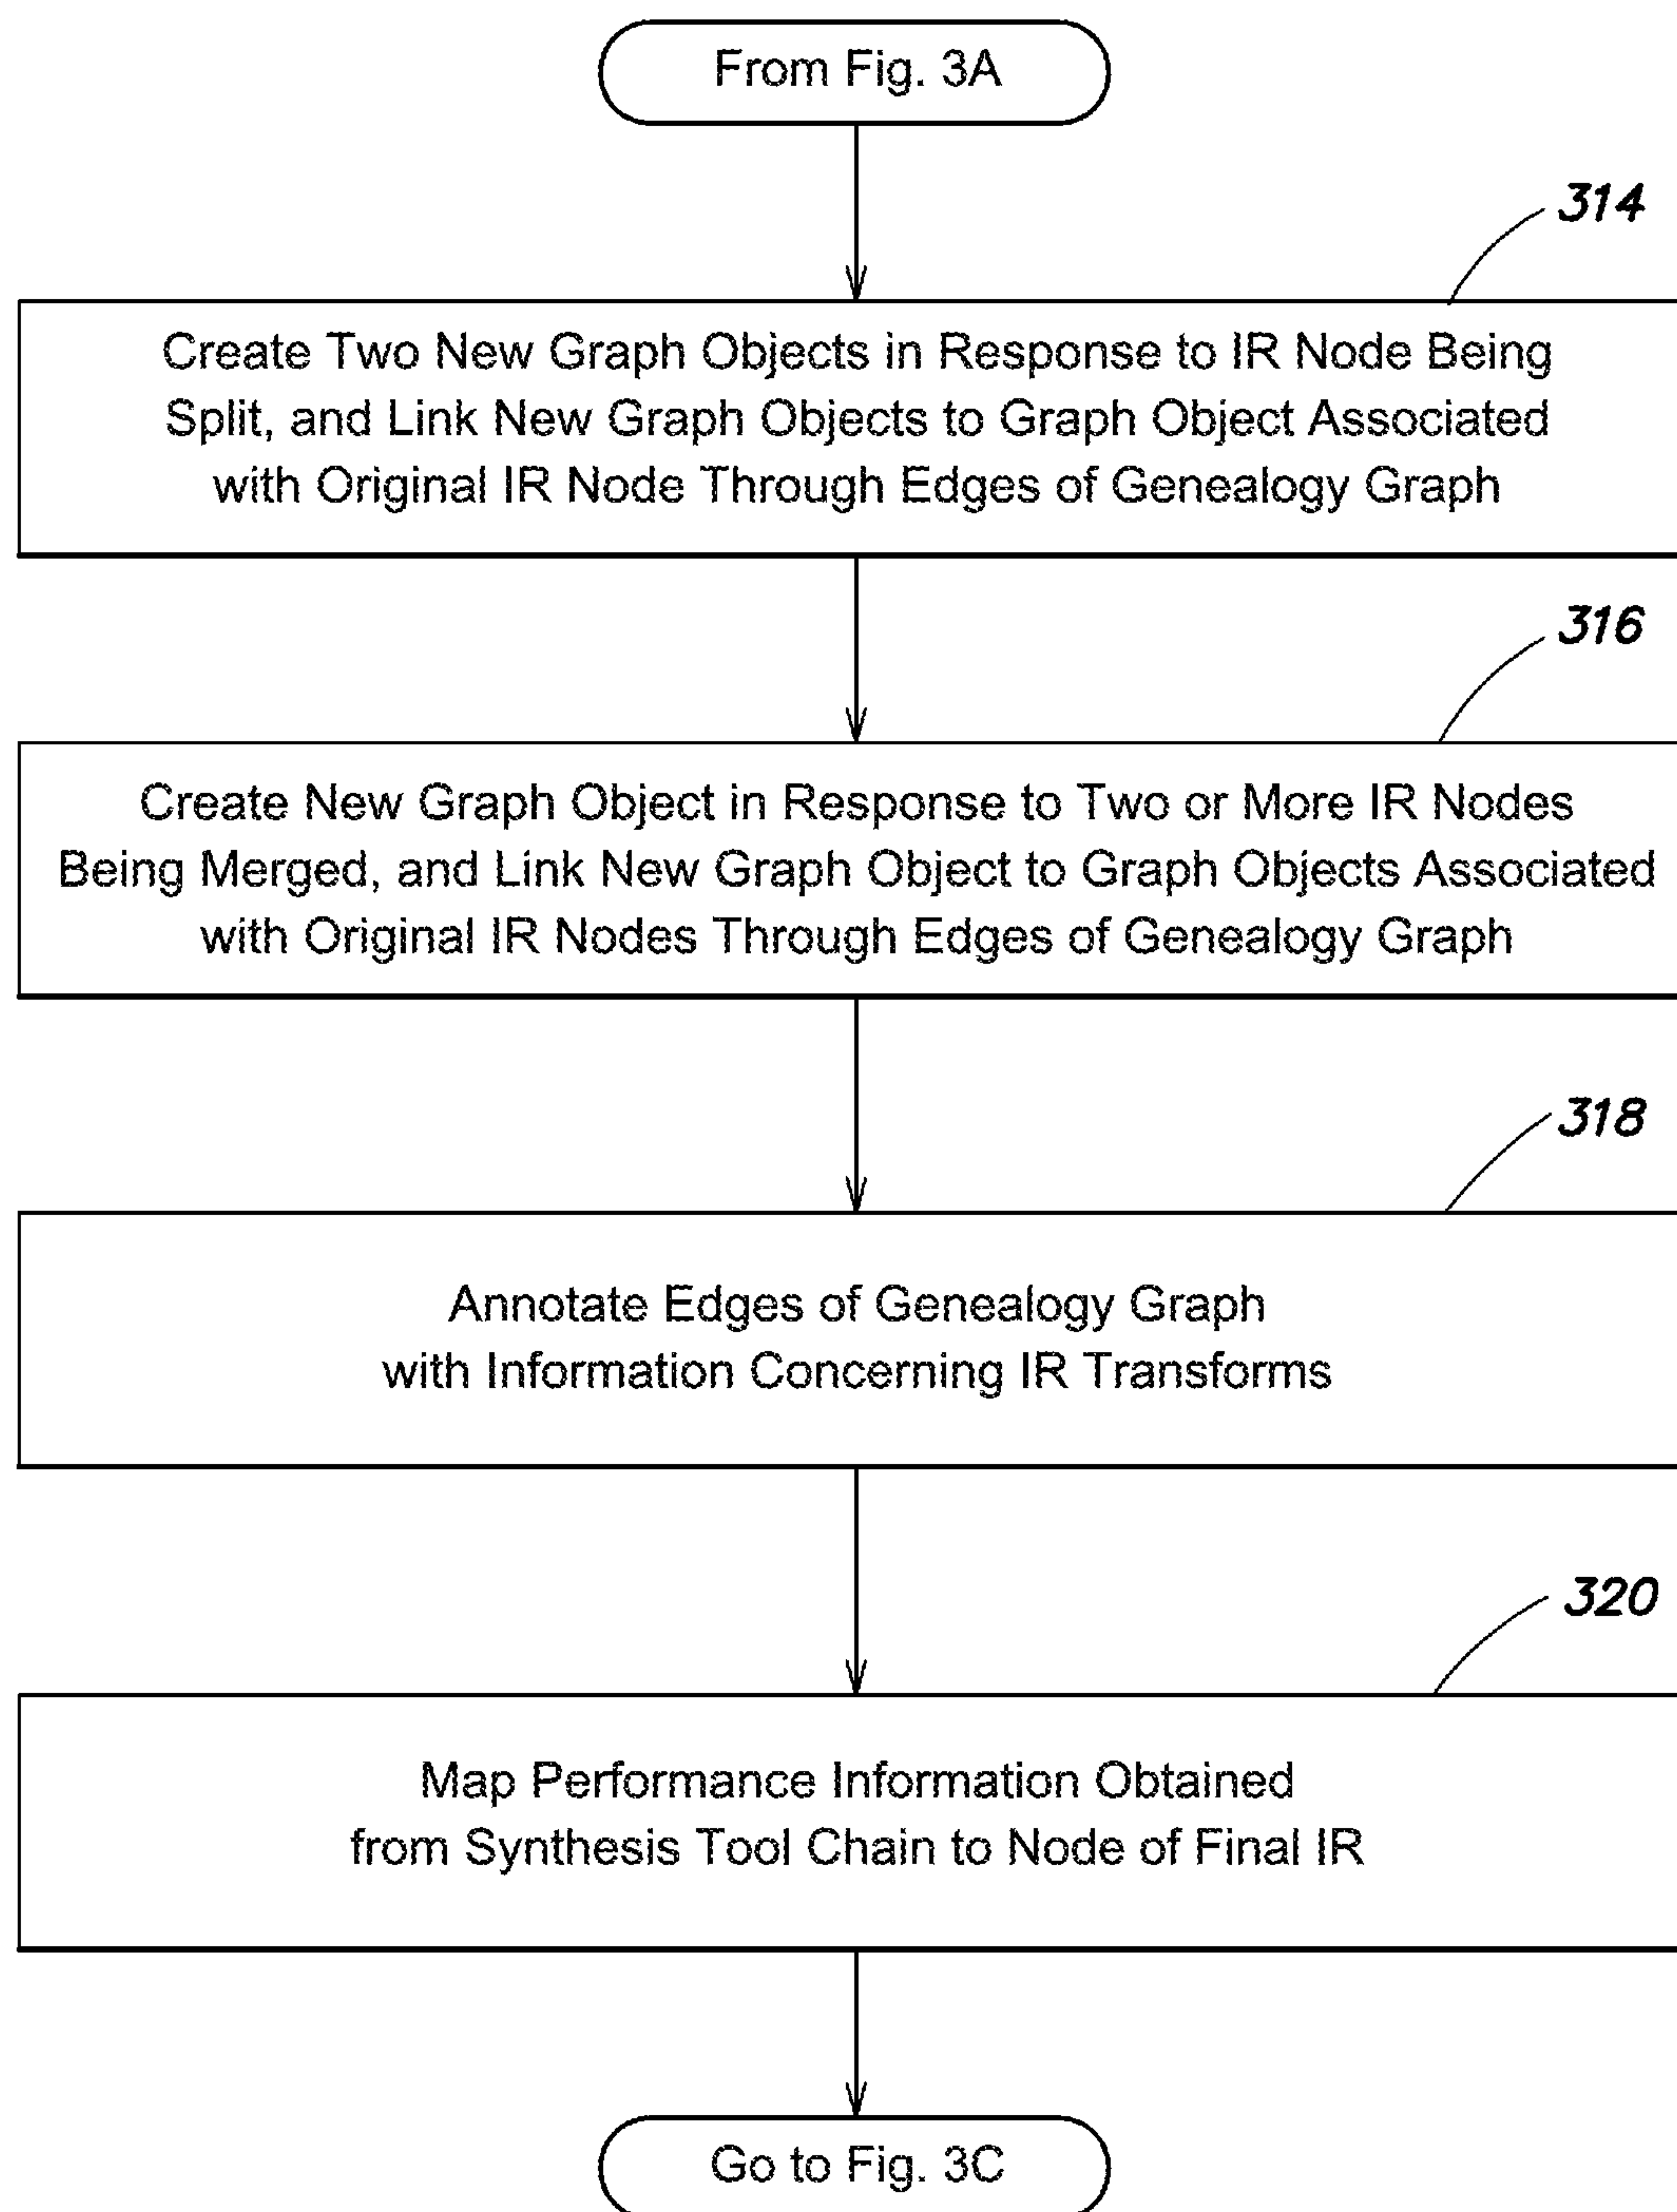 From Fig. 3A
314
Create Two New Graph Objects in Response to IR Node Being
Split, and Link New Graph Objects to Graph Object Associated
with Original IR Node Through Edges of Genealogy Graph
316
Create New Graph Object in Response to Two or More IR Nodes
Being Merged, and Link New Graph Object to Graph Objects Associated
with Original IR Nodes Through Edges of Genealogy Graph
318
Annotate Edges of Genealogy Graph
with Information Concerning IR Transforms
320
Map Performance Information Obtained
from Synthesis Tool Chain to Node of Final IR
Go to Fig. 3C